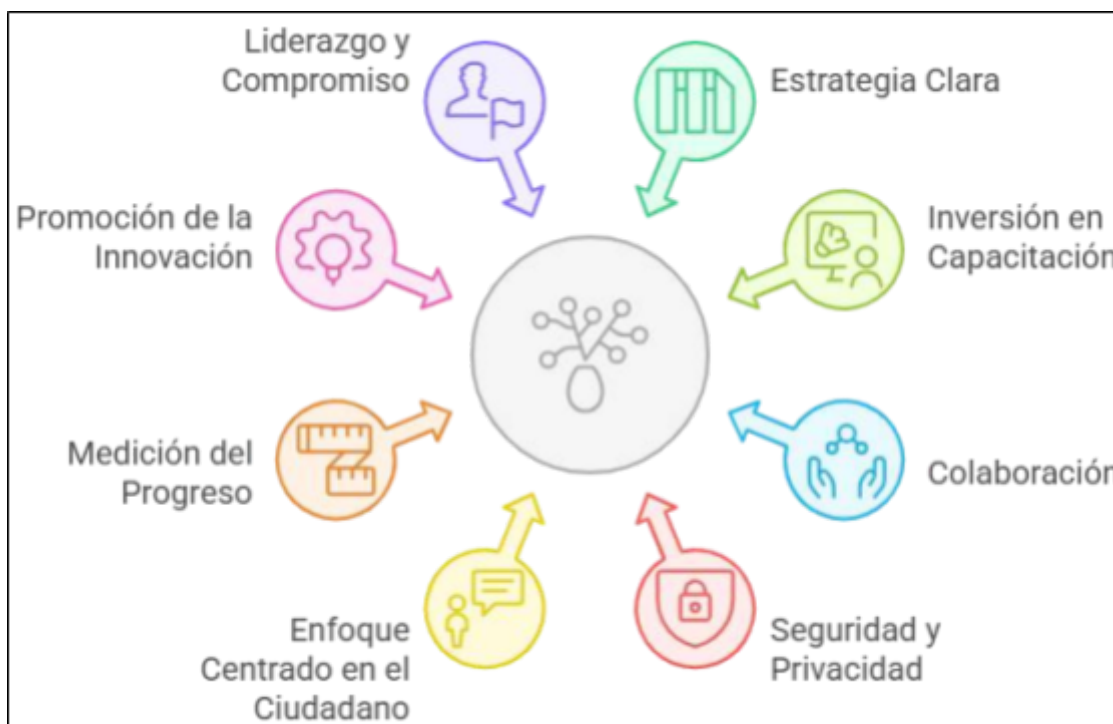 Liderazgo y
Compromiso
Estrategia Clara
Promoción de la
Innovación
Inversión en
Capacitación
Medición del
Progreso
Colaboración
Enfoque
Centrado en el
Ciudadano
Seguridad y
Privacidad